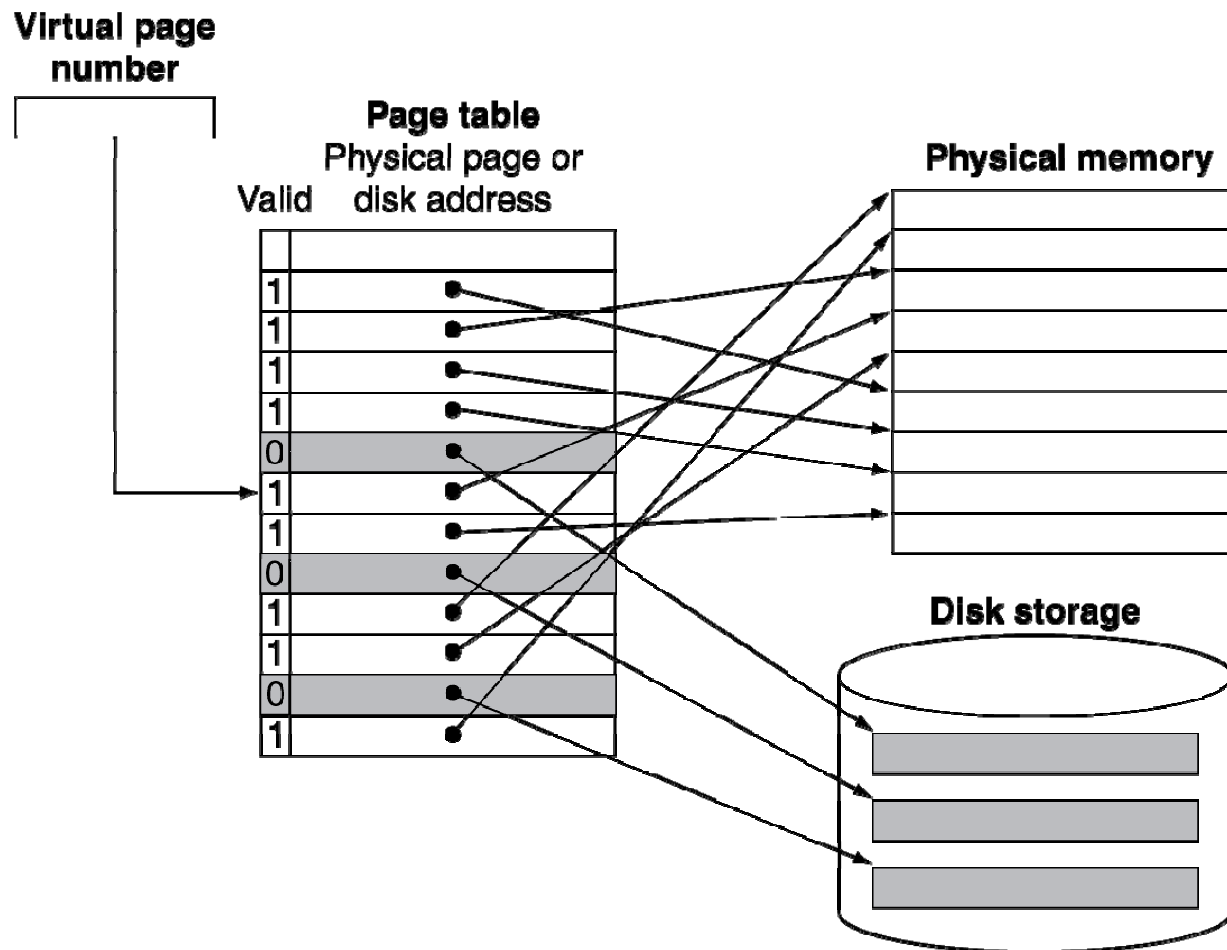 Virtual page
number
Page table
Physical page or
Valid disk address
Physical memory
1
1
1
1
0
1
1
0
1
1
0
1
Disk storage